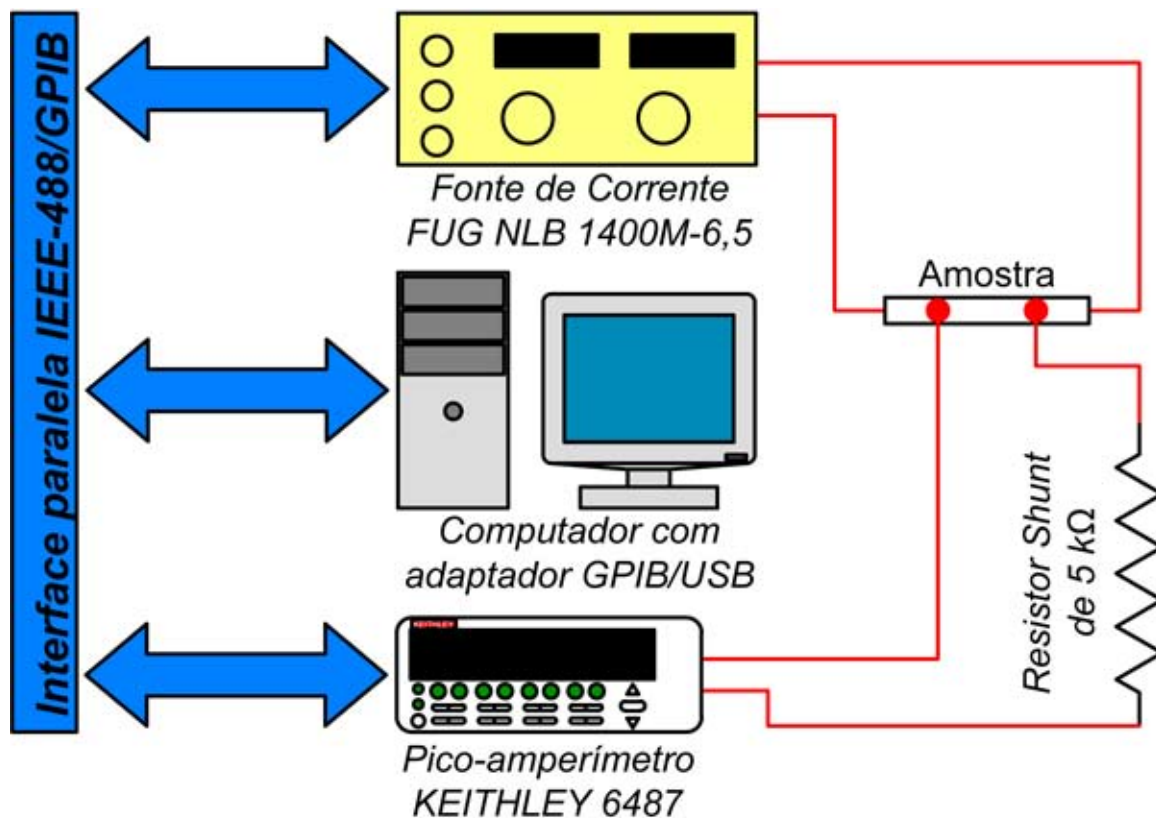 Interface paralela IEEE-488/GPIB
Fonte de Corrente
FUG NLB 1400M-6,5
Amostra
Computador com
adaptador GPIB/USB
Resistor Shunt
de 5 kΩ
KEITHLEY
Pico-amperímetro
KEITHLEY 6487